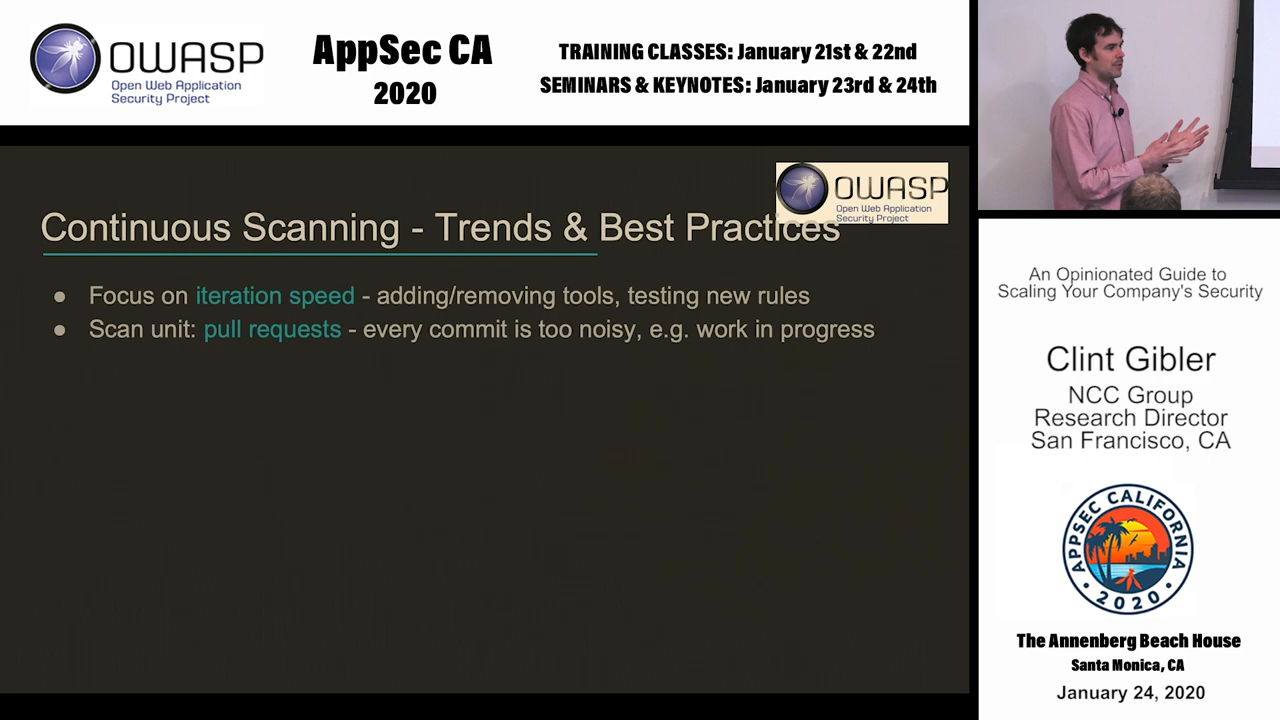 OWASP
Open Web Application
Security Project
AppSec CA
2020
TRAINING CLASSES: January 21st & 22nd
SEMINARS & KEYNOTES: January 23rd & 24th
OWASP
Open Web Application
Security Project
Continuous Scanning - Trends & Best Practices
● Focus on iteration speed - adding/removing tools, testing new rules
● Scan unit: pull requests - every commit is too noisy, e.g. work in progress
An Opinionated Guide to
Scaling Your Company's Security
Clint Gibler
NCC Group
Research Director
San Francisco, CA
APPSEC CALIFORNIA
• 2020 •
The Annenberg Beach House
Santa Monica, CA
January 24, 2020